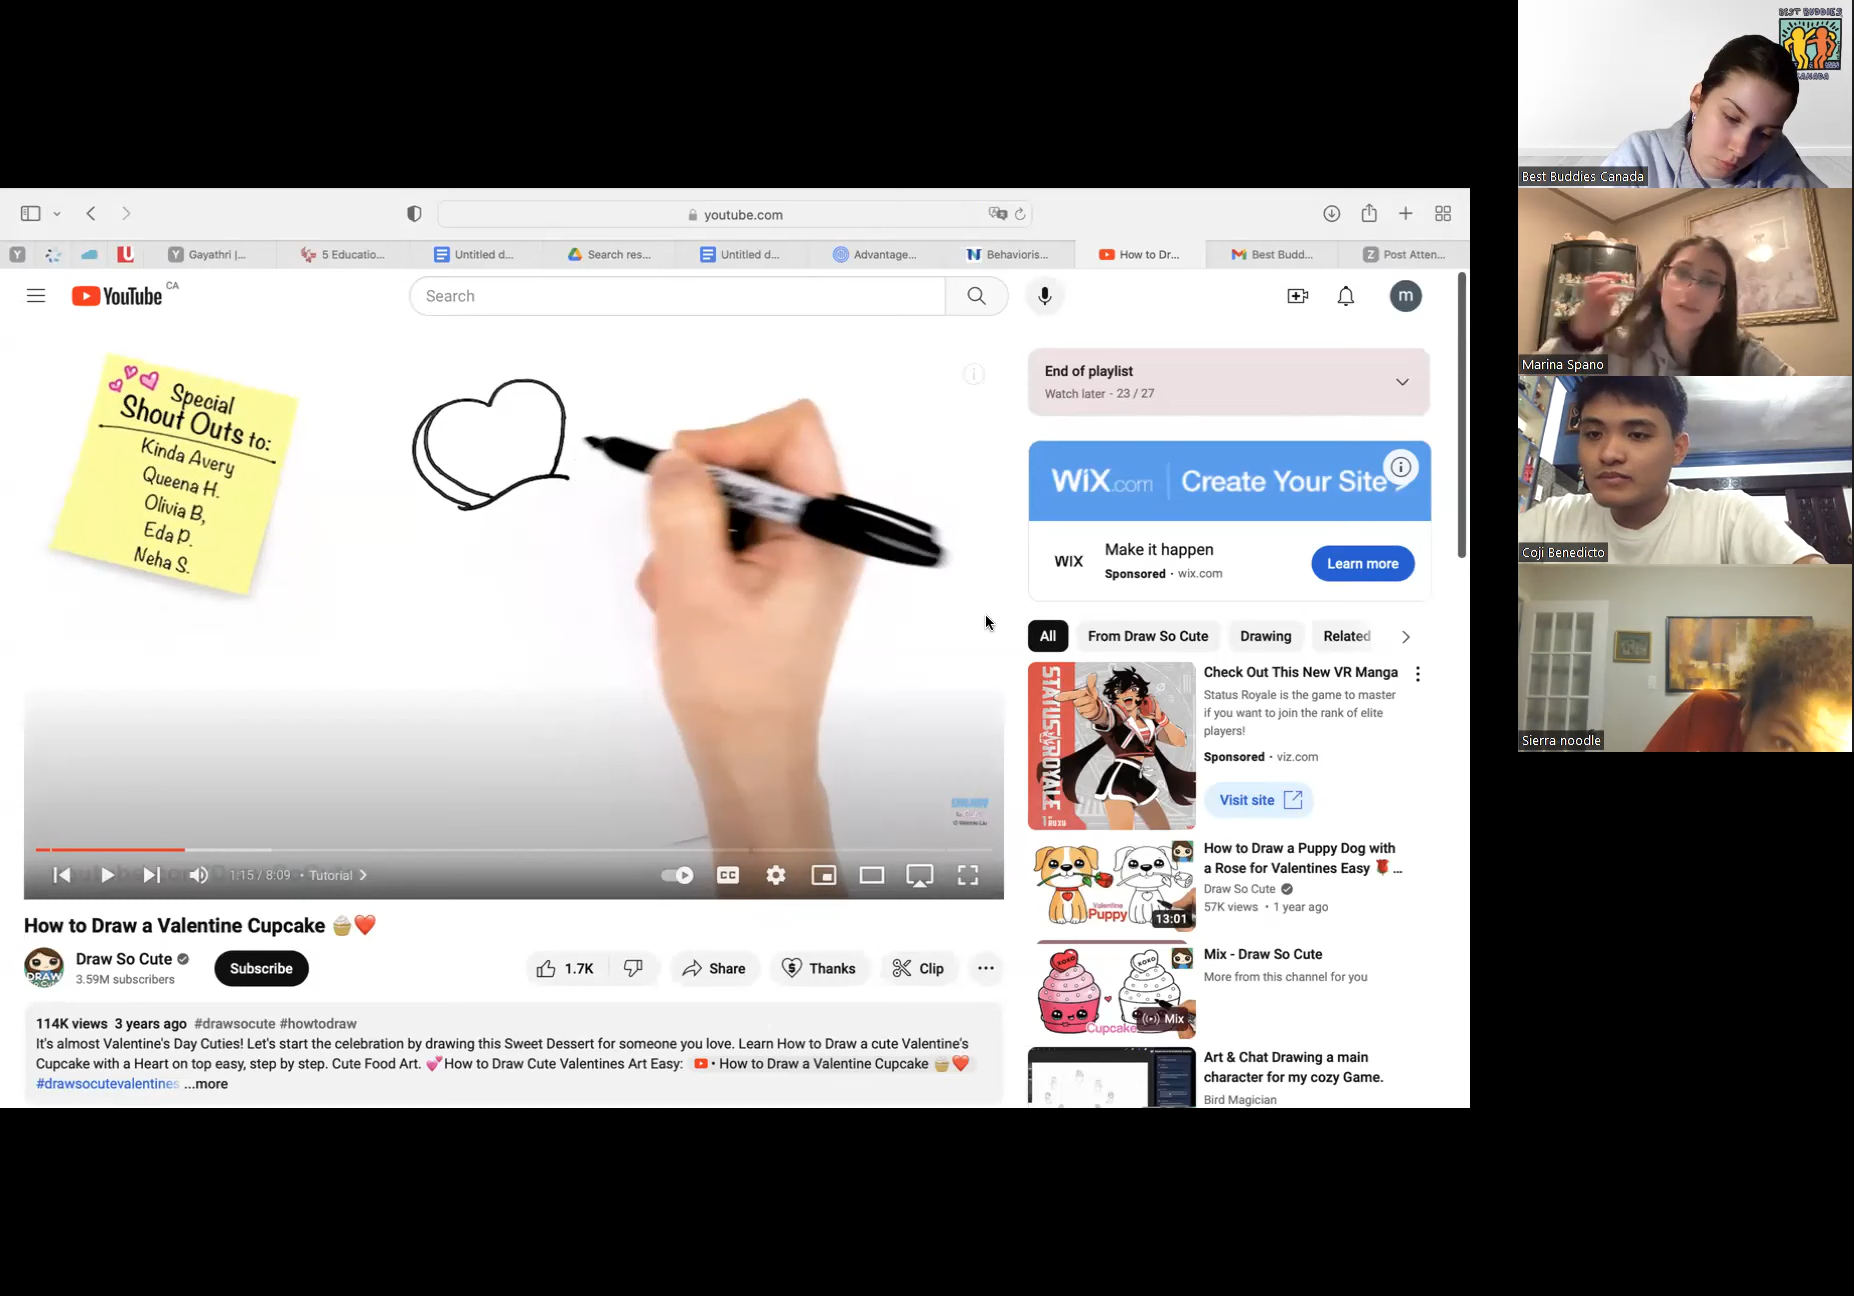 youtube.com
Gayathri |...
5 Educatio...
Untitled d...
Search res...
Untitled d...
Advantage...
Behavioris...
How to Dr...
Best Budd...
Post Atten...
YouTube CA
Search
m
Special
Shout Outs to:
Kinda Avery
Queena H.
Olivia B,
Eda P.
Neha S.
1:15 / 8:09 • Tutorial
CC
How to Draw a Valentine Cupcake 🧁❤️
DRAW
Draw So Cute
3.59M subscribers
Subscribe
1.7K
Share
Thanks
Clip
114K views 3 years ago #drawsocute #howtodraw
It's almost Valentine's Day Cuties! Let's start the celebration by drawing this Sweet Dessert for someone you love. Learn How to Draw a cute Valentine's
Cupcake with a Heart on top easy, step by step. Cute Food Art. 💕How to Draw Cute Valentines Art Easy: • How to Draw a Valentine Cupcake 🧁❤️
#drawsocutevalentines ...more
End of playlist
Watch later - 23 / 27
WiX.com | Create Your Site
WIX
Make it happen
Sponsored · wix.com
Learn more
All
From Draw So Cute
Drawing
Related
STATUS ROYALE
Check Out This New VR Manga
Status Royale is the game to master
if you want to join the rank of elite
players!
Sponsored · viz.com
Visit site
Valentine
Puppy
13:01
How to Draw a Puppy Dog with
a Rose for Valentines Easy 🌹 ...
Draw So Cute
57K views • 1 year ago
XOXO
XOXO
Cupcake
Mix
Mix - Draw So Cute
More from this channel for you
Art & Chat Drawing a main
character for my cozy Game.
Bird Magician
BEST BUDDIES
CANADA
Best Buddies Canada
Marina Spano
Coji Benedicto
Sierra noodle